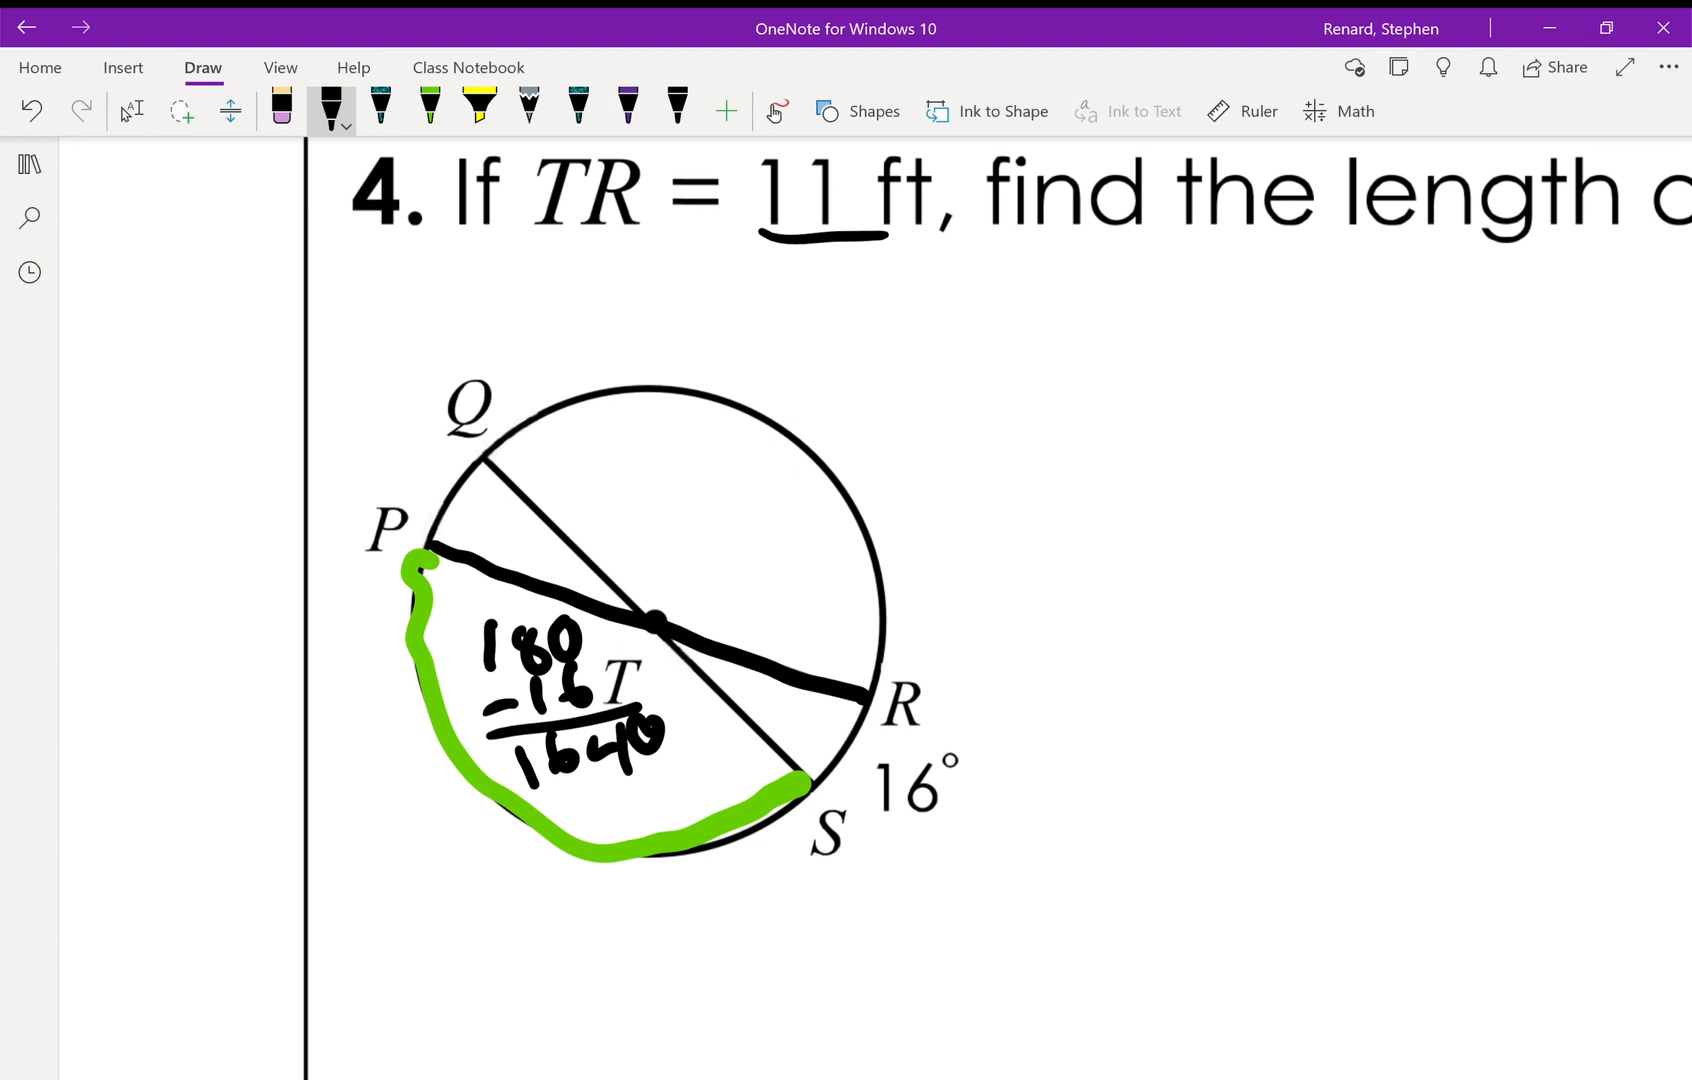 OneNote for Windows 10
Renard, Stephen
Home Insert Draw View Help Class Notebook
Share
Shapes Ink to Shape Ink to Text Ruler Math
4. If TR = 11 ft, find the length
Q
P
180
-16
164°
T
R
16°
S